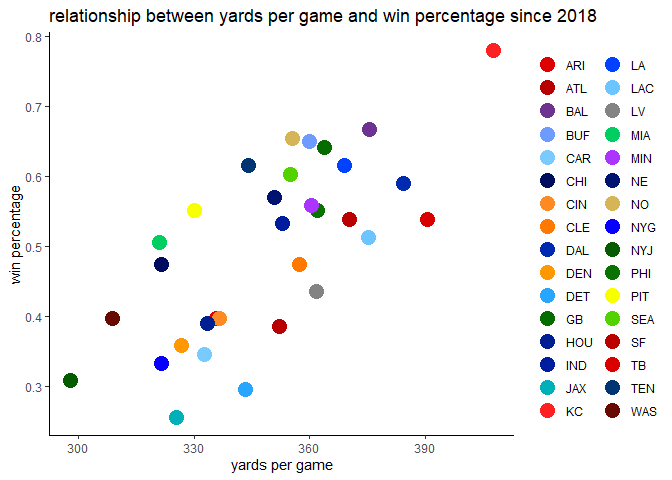 relationship between yards per game and win percentage since 2018
0.8
0.7
0.6
0.5
0.4
0.3
win percentage
300
330
360
390
yards per game
ARI
ATL
BAL
BUF
CAR
CHI
CIN
CLE
DAL
DEN
DET
GB
HOU
IND
JAX
KC
LA
LAC
LV
MIA
MIN
NE
NO
NYG
NYJ
PHI
PIT
SEA
SF
TB
TEN
WAS